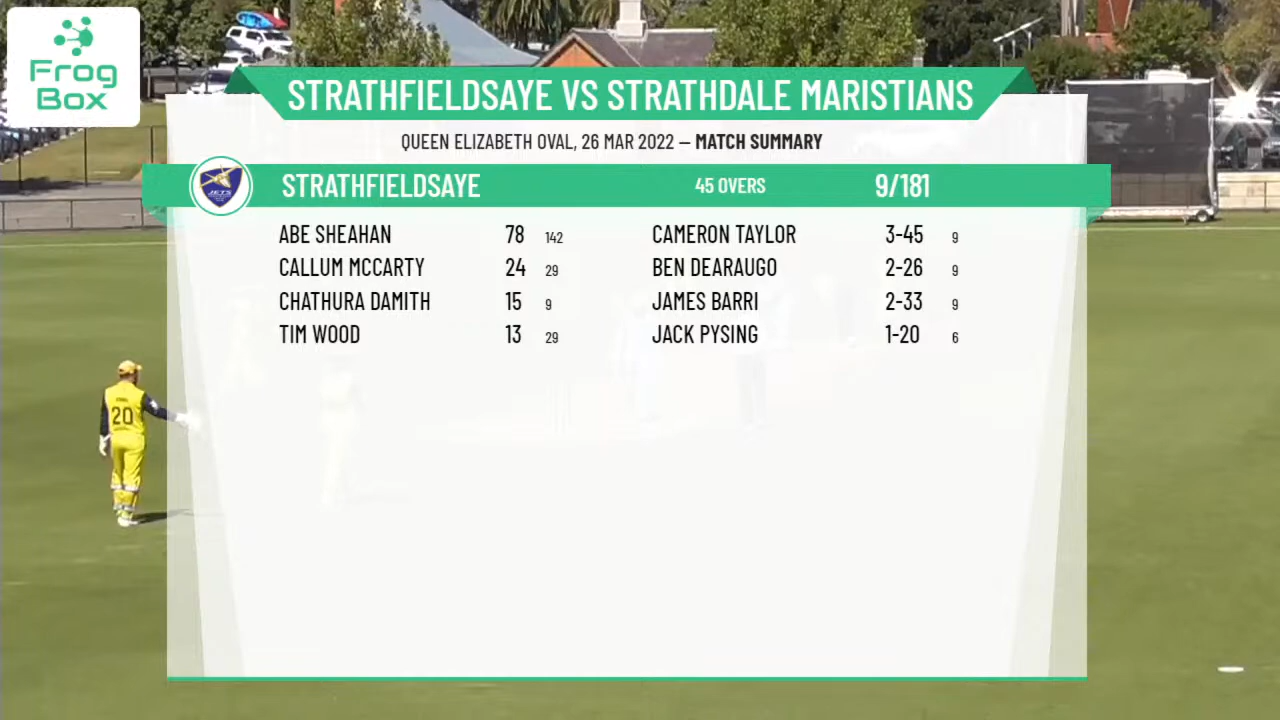 Frog
Box
STRATHFIELDSAYE VS STRATHDALE MARISTIANS
QUEEN ELIZABETH OVAL, 26 MAR 2022 – MATCH SUMMARY
JETS
STRATHFIELDSAYE 45 OVERS 9/181
ABE SHEAHAN 78 142 CAMERON TAYLOR 3-45 9
CALLUM MCCARTY 24 29 BEN DEARAUGO 2-26 9
CHATHURA DAMITH 15 9 JAMES BARRI 2-33 9
TIM WOOD 13 29 JACK PYSING 1-20 6
20